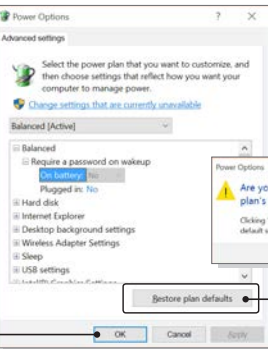 Power Options
?
×
Advanced settings
Select the power plan that you want to customize, and
then choose settings that reflect how you want your
computer to manage power.
Change settings that are currently unavailable
Balanced [Active]
Balanced
Require a password on wakeup
On battery: No
Plugged in: No
Hard disk
Internet Explorer
Desktop background settings
Wireless Adapter Settings
Sleep
USB settings
Intel(R) Graphics Settings
Power Options
Are yo
plan's
Clicking
default s
Restore plan defaults
OK
Cancel
Apply